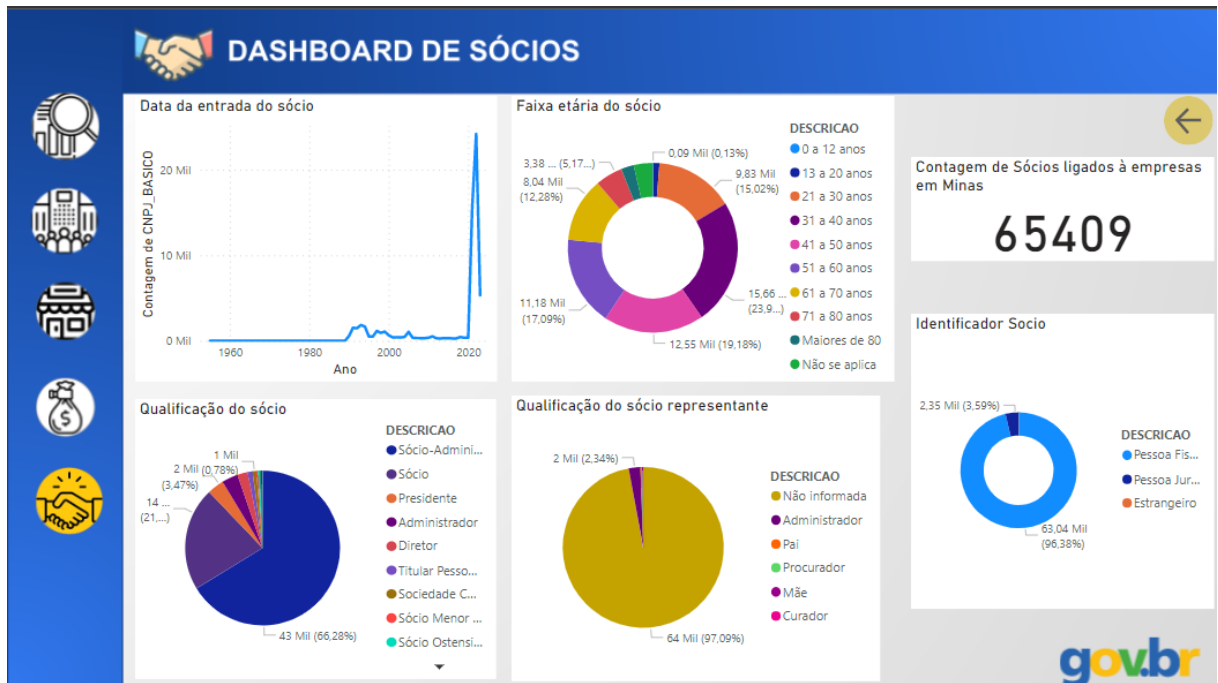 DASHBOARD DE SÓCIOS
Data da entrada do sócio
Contagem de CNPJ_BASICO
20 Mil
10 Mil
0 Mil
1960
1980
2000
2020
Ano
Faixa etária do sócio
0,09 Mil (0,13%)
9,83 Mil
(15,02%)
15,66 ...
(23,9...)
12,55 Mil (19,18%)
11,18 Mil
(17,09%)
8,04 Mil
(12,28%)
3,38 ... (5,17...)
DESCRICAO
0 a 12 anos
13 a 20 anos
21 a 30 anos
31 a 40 anos
41 a 50 anos
51 a 60 anos
61 a 70 anos
71 a 80 anos
Maiores de 80
Não se aplica
Contagem de Sócios ligados à empresas
em Minas
65409
Qualificação do sócio
1 Mil
2 Mil (0,78%)
(3,47%)
14 ...
(21,...)
43 Mil (66,28%)
DESCRICAO
Sócio-Admini...
Sócio
Presidente
Administrador
Diretor
Titular Pesso...
Sociedade C...
Sócio Menor ...
Sócio Ostensi...
Qualificação do sócio representante
2 Mil (2,34%)
64 Mil (97,09%)
DESCRICAO
Não informada
Administrador
Pai
Procurador
Mãe
Curador
Identificador Socio
2,35 Mil (3,59%)
63,04 Mil
(96,38%)
DESCRICAO
Pessoa Fis...
Pessoa Jur...
Estrangeiro
gov.br